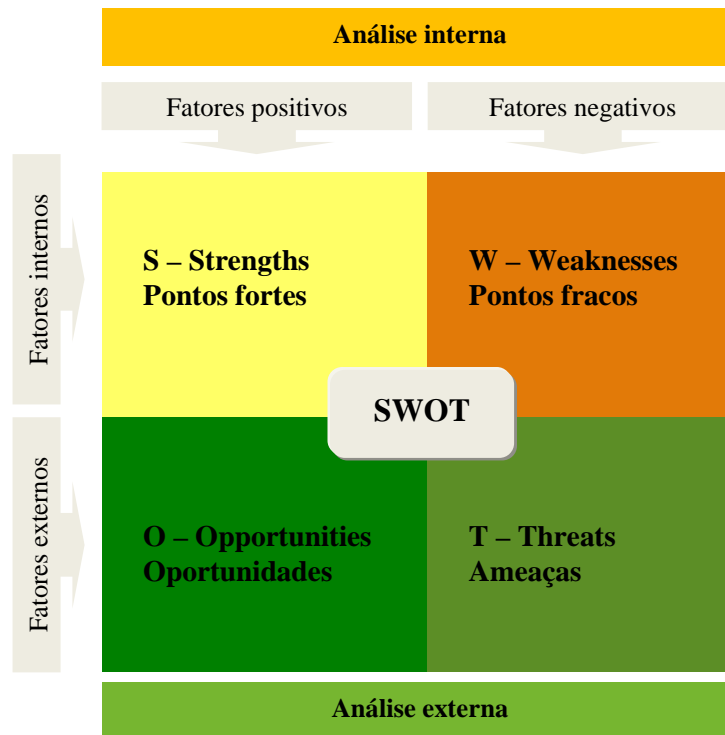 Análise interna
Fatores positivos
Fatores negativos
Fatores internos
S – Strengths
Pontos fortes
W – Weaknesses
Pontos fracos
SWOT
Fatores externos
O – Opportunities
Oportunidades
T – Threats
Ameaças
Análise externa